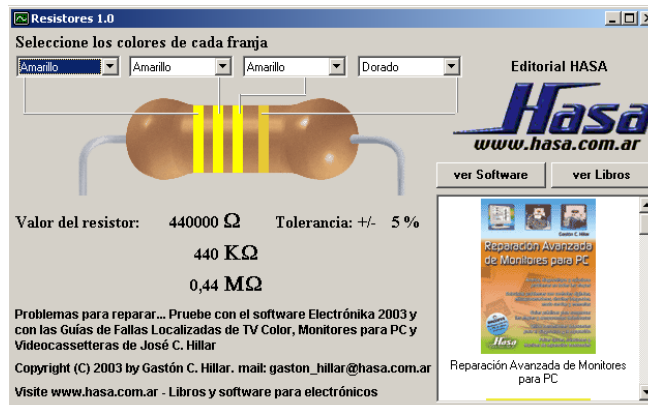 Resistores 1.0
Seleccione los colores de cada franja
Amarillo Amarillo Amarillo Dorado
Editorial HASA
Hasa
www.hasa.com.ar
ver Software ver Libros
Valor del resistor: 440000 Ω Tolerancia: +/- 5 %
440 KΩ
0,44 MΩ
Gastón C. Hillar
Reparación Avanzada
de Monitores para PC
Hasa
Reparación Avanzada de Monitores
para PC
Problemas para reparar... Pruebe con el software Electrónika 2003 y
con las Guías de Fallas Localizadas de TV Color, Monitores para PC y
Videocassetteras de José C. Hillar
Copyright (C) 2003 by Gastón C. Hillar. mail: gaston_hillar@hasa.com.ar
Visite www.hasa.com.ar - Libros y software para electrónicos